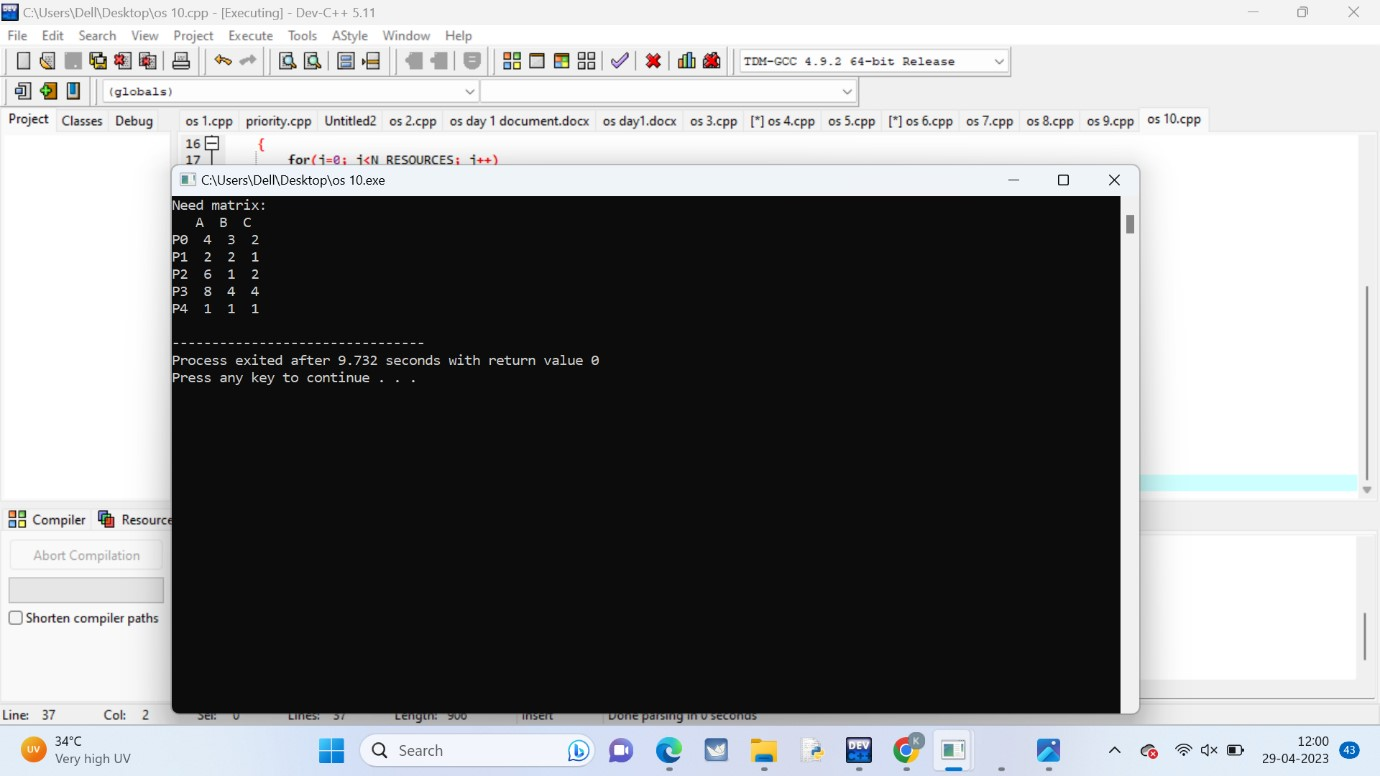 C:\Users\Dell\Desktop\os 10.cpp - [Executing] - Dev-C++ 5.11
File Edit Search View Project Execute Tools AStyle Window Help
TDM-GCC 4.9.2 64-bit Release
(globals)
Project Classes Debug os 1.cpp priority.cpp Untitled2 os 2.cpp os day 1 document.docx os day1.docx os 3.cpp [*] os 4.cpp os 5.cpp [*] os 6.cpp os 7.cpp os 8.cpp os 9.cpp os 10.cpp
16 {
17 for(j=0; j<N_RESOURCES; j++)
C:\Users\Dell\Desktop\os 10.exe
Need matrix:
A B C
P0 4 3 2
P1 2 2 1
P2 6 1 2
P3 8 4 4
P4 1 1 1
--------------------------------
Process exited after 9.732 seconds with return value 0
Press any key to continue . . .
Compiler Resource
Abort Compilation
Shorten compiler paths
Line: 37 Col: 2 Sel: 0 Lines: 37 Length: 906 Insert Done parsing in 0 seconds
UV 34°C
Very high UV
Search
DEV
K
12:00
29-04-2023
43